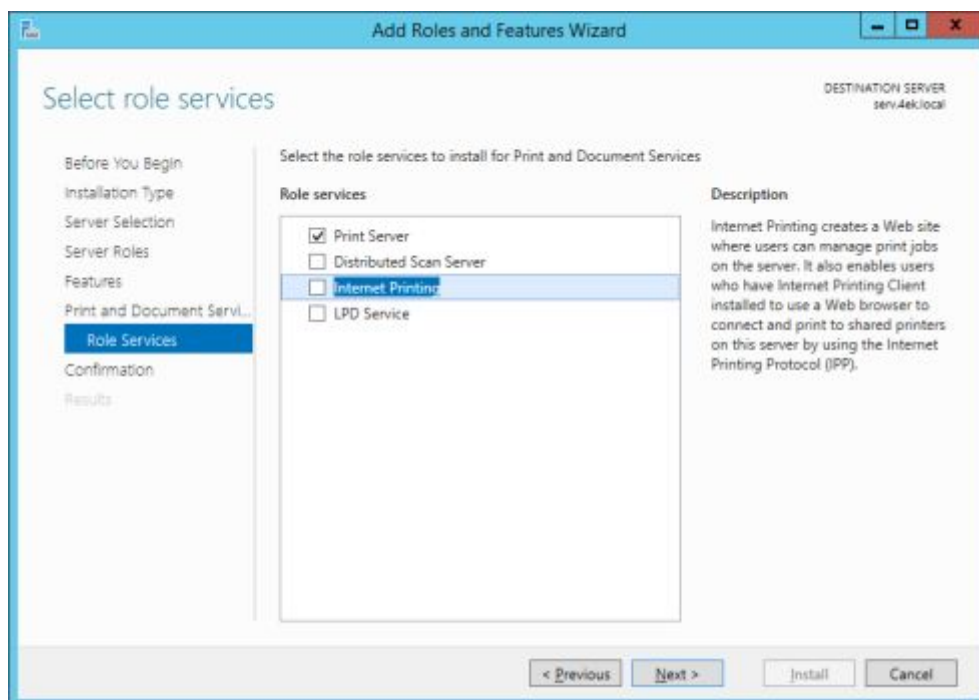 Add Roles and Features Wizard
Select role services
DESTINATION SERVER
serv.4ek.local
Before You Begin
Installation Type
Server Selection
Server Roles
Features
Print and Document Servi...
Role Services
Confirmation
Results
Select the role services to install for Print and Document Services
Role services
Print Server
Distributed Scan Server
Internet Printing
LPD Service
Description
Internet Printing creates a Web site
where users can manage print jobs
on the server. It also enables users
who have Internet Printing Client
installed to use a Web browser to
connect and print to shared printers
on this server by using the Internet
Printing Protocol (IPP).
< Previous
Next >
Install
Cancel